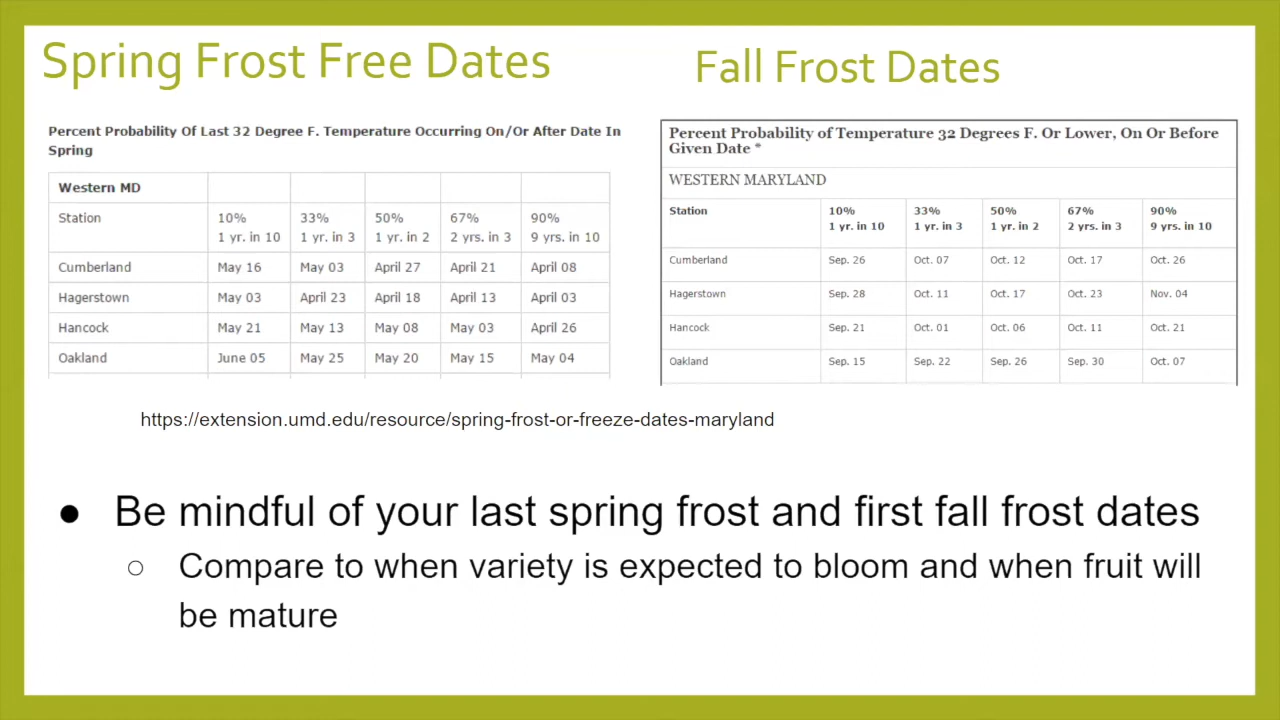 Spring Frost Free Dates
Percent Probability Of Last 32 Degree F. Temperature Occurring On/Or After Date In
Spring
Western MD
Station 10% 33% 50% 67% 90%
1 yr. in 10 1 yr. in 3 1 yr. in 2 2 yrs. in 3 9 yrs. in 10
Cumberland May 16 May 03 April 27 April 21 April 08
Hagerstown May 03 April 23 April 18 April 13 April 03
Hancock May 21 May 13 May 08 May 03 April 26
Oakland June 05 May 25 May 20 May 15 May 04
Fall Frost Dates
Percent Probability of Temperature 32 Degrees F. Or Lower, On Or Before
Given Date *
WESTERN MARYLAND
Station 10% 33% 50% 67% 90%
1 yr. in 10 1 yr. in 3 1 yr. in 2 2 yrs. in 3 9 yrs. in 10
Cumberland Sep. 26 Oct. 07 Oct. 12 Oct. 17 Oct. 26
Hagerstown Sep. 28 Oct. 11 Oct. 17 Oct. 23 Nov. 04
Hancock Sep. 21 Oct. 01 Oct. 06 Oct. 11 Oct. 21
Oakland Sep. 15 Sep. 22 Sep. 26 Sep. 30 Oct. 07
https://extension.umd.edu/resource/spring-frost-or-freeze-dates-maryland
● Be mindful of your last spring frost and first fall frost dates
○ Compare to when variety is expected to bloom and when fruit will
be mature